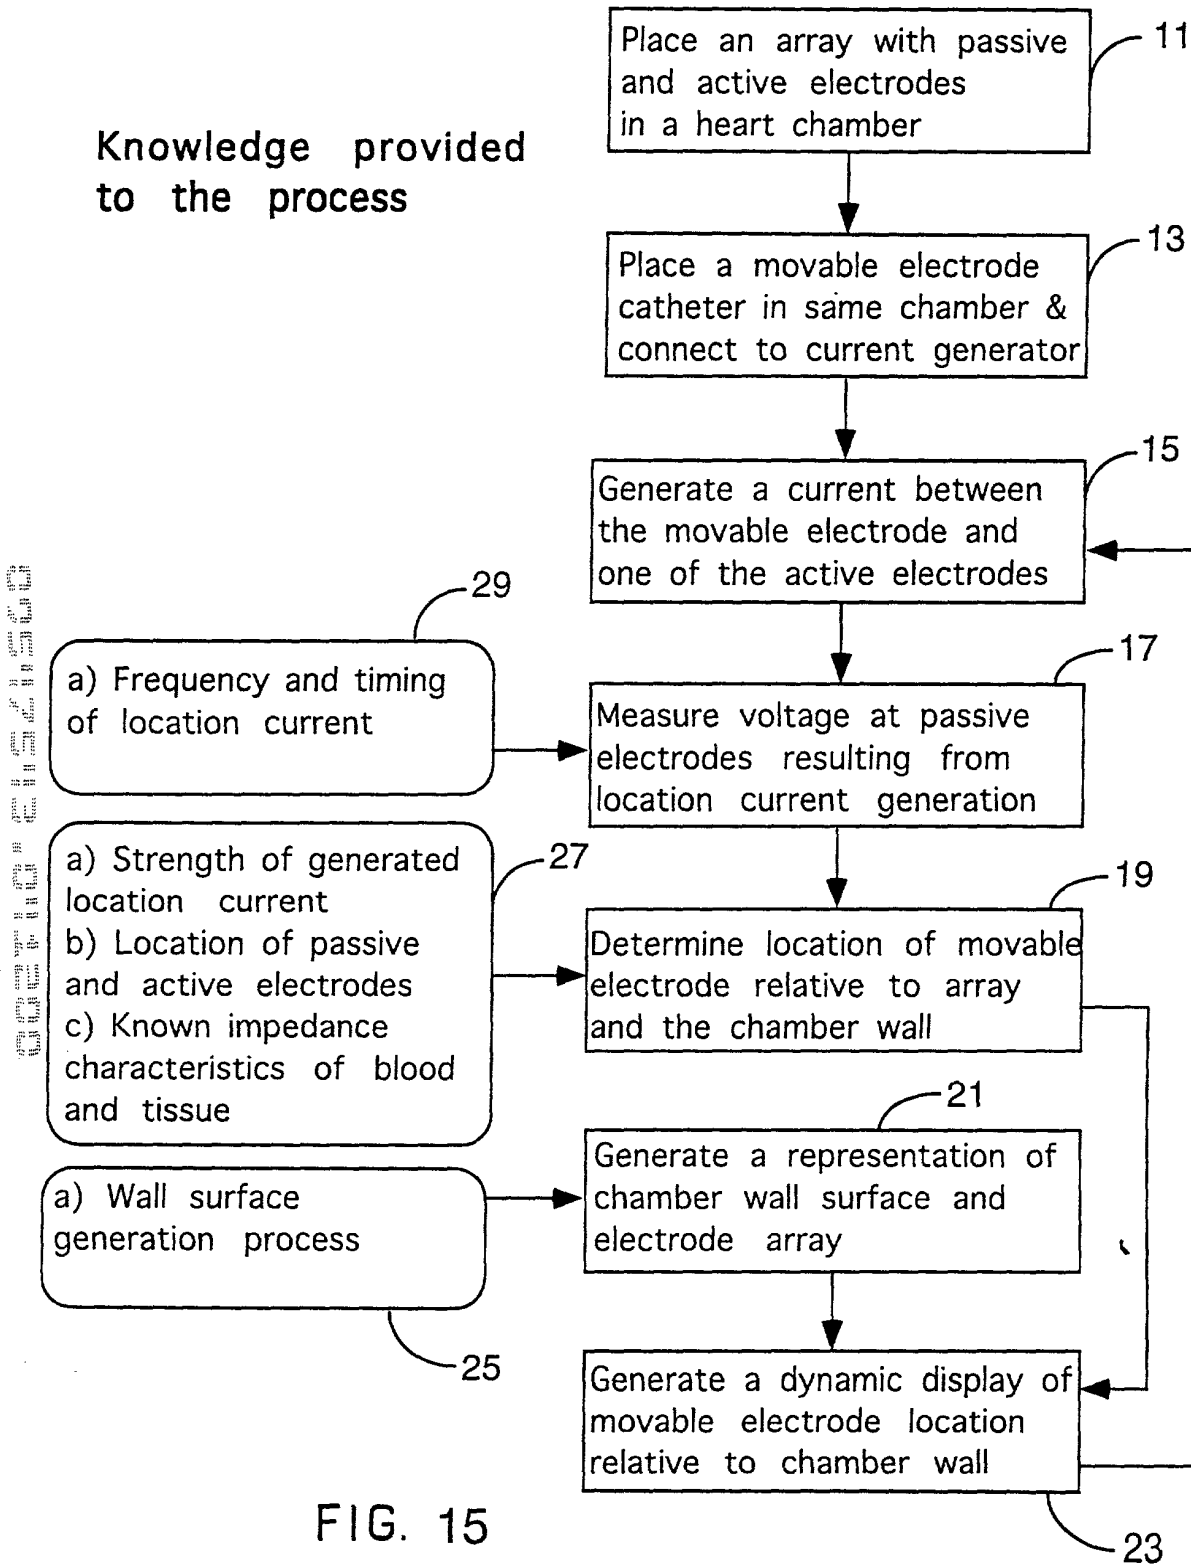 Place an array with passive
and active electrodes
in a heart chamber
11
Knowledge provided
to the process
Place a movable electrode
catheter in same chamber &
connect to current generator
13
Generate a current between
the movable electrode and
one of the active electrodes
15
29
a) Frequency and timing
of location current
Measure voltage at passive
electrodes resulting from
location current generation
17
a) Strength of generated
location current
b) Location of passive
and active electrodes
c) Known impedance
characteristics of blood
and tissue
27
Determine location of movable
electrode relative to array
and the chamber wall
19
a) Wall surface
generation process
25
Generate a representation of
chamber wall surface and
electrode array
21
Generate a dynamic display of
movable electrode location
relative to chamber wall
23
FIG. 15